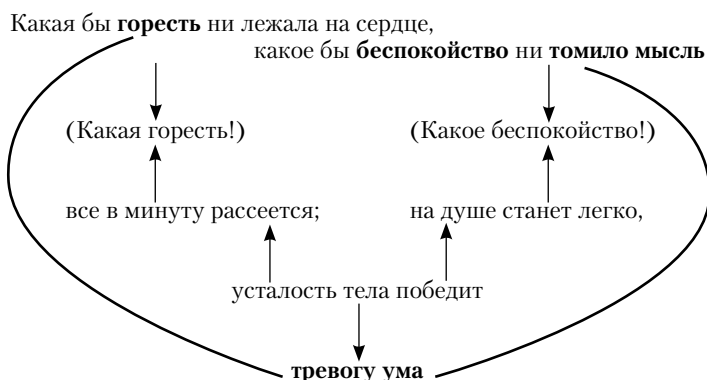 Какая бы горесть ни лежала на сердце,
какое бы беспокойство ни томило мысль
(Какая горесть!) (Какое беспокойство!)
все в минуту рассеется; на душе станет легко,
усталость тела победит
тревогу ума